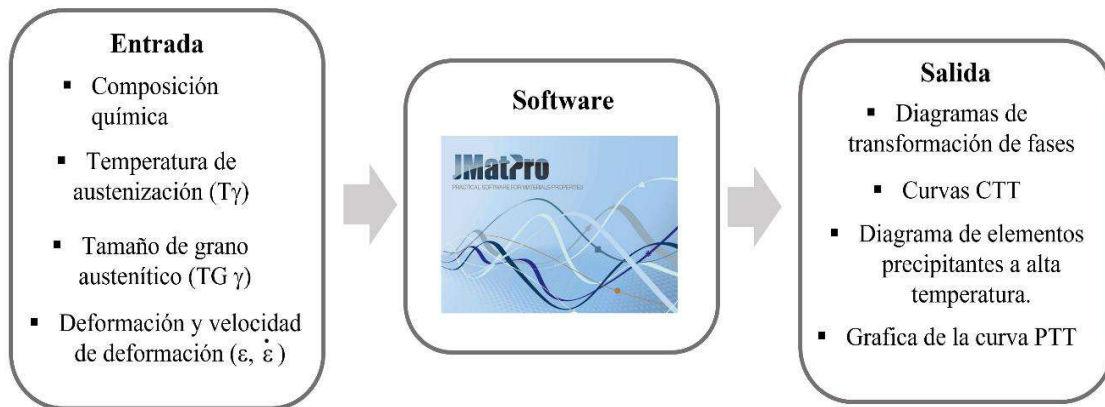 Entrada
▪ Composición
química
▪ Temperatura de
austenización (Tγ)
▪ Tamaño de grano
austenítico (TG γ)
▪ Deformación y velocidad
de deformación (ε, ε̇ )
Software
JMatPro
PRACTICAL SOFTWARE FOR MATERIALS PROPERTIES
Salida
▪ Diagramas de
transformación de fases
▪ Curvas CTT
▪ Diagrama de elementos
precipitantes a alta
temperatura.
▪ Grafica de la curva PTT